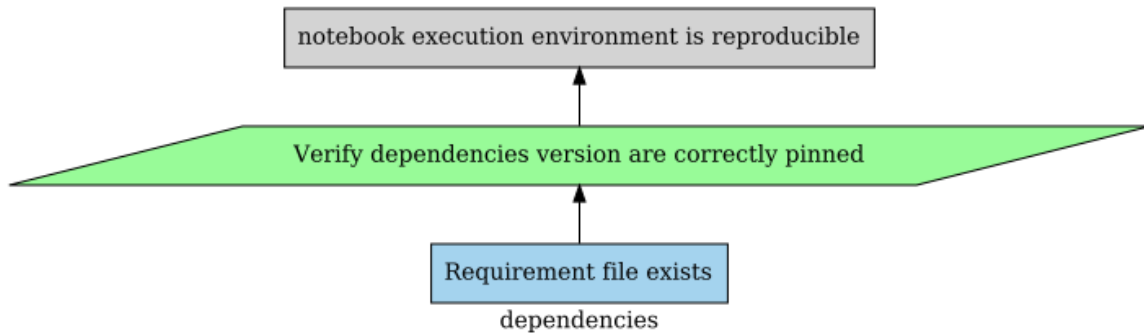 notebook execution environment is reproducible
Verify dependencies version are correctly pinned
Requirement file exists
dependencies